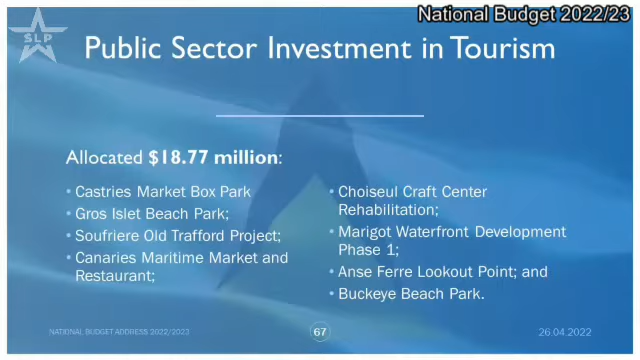 National Budget 2022/23
SLP
Public Sector Investment in Tourism
Allocated $18.77 million:
• Castries Market Box Park
• Gros Islet Beach Park;
• Soufriere Old Trafford Project;
• Canaries Maritime Market and
Restaurant;
• Choiseul Craft Center
Rehabilitation;
• Marigot Waterfront Development
Phase 1;
• Anse Ferre Lookout Point; and
• Buckeye Beach Park.
NATIONAL BUDGET ADDRESS 2022/2023
67
26.04.2022